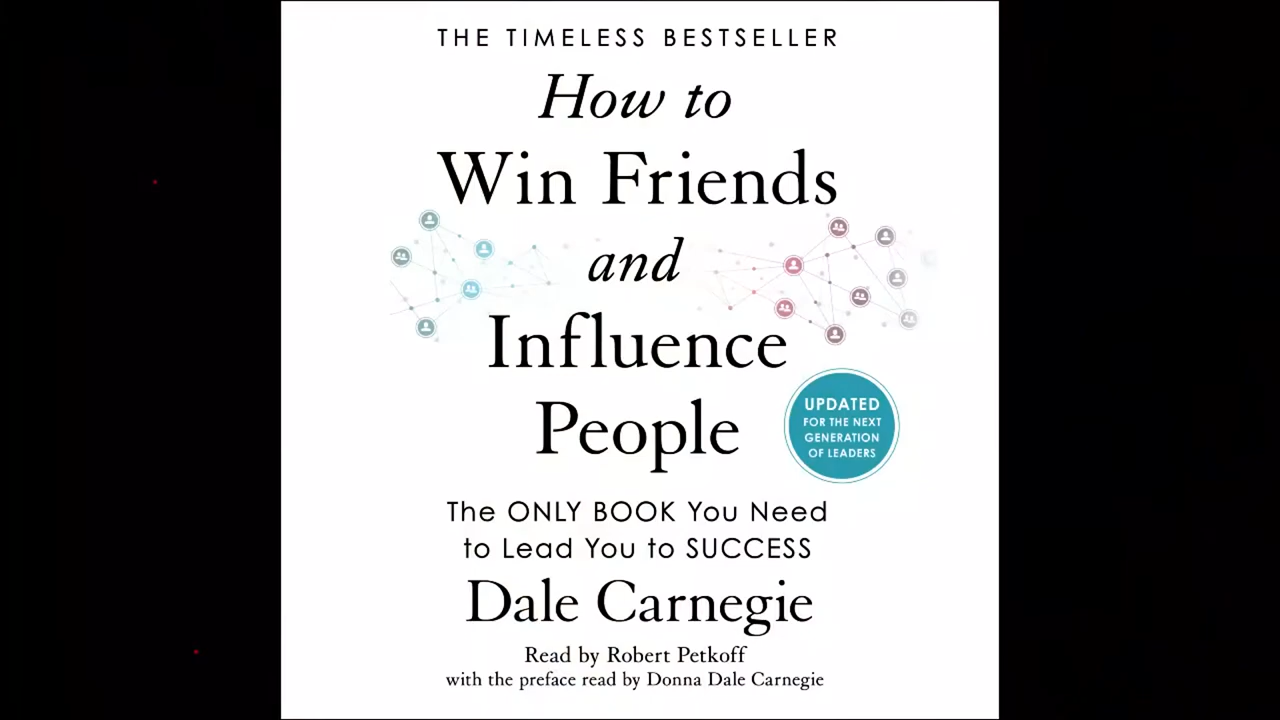 THE TIMELESS BESTSELLER
How to
Win Friends
and
Influence
People
UPDATED
FOR THE NEXT
GENERATION
OF LEADERS
The ONLY BOOK You Need
to Lead You to SUCCESS
Dale Carnegie
Read by Robert Petkoff
with the preface read by Donna Dale Carnegie